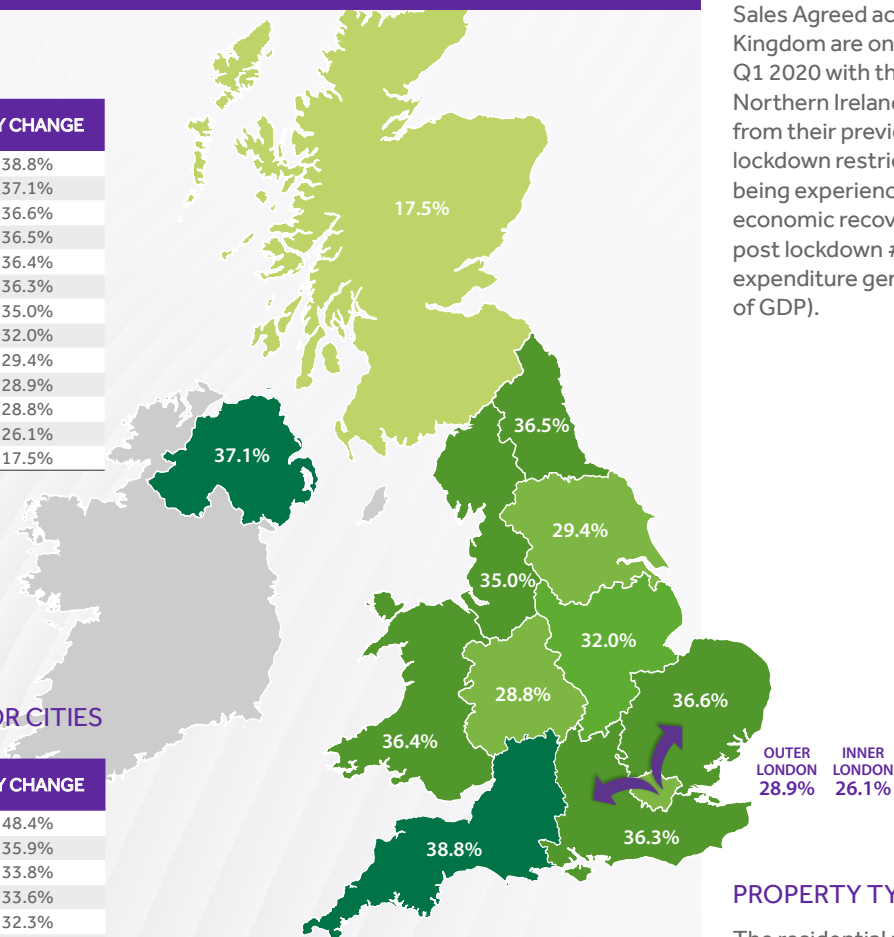 Y CHANGE
38.8%
37.1%
36.6%
36.5%
36.4%
36.3%
35.0%
32.0%
29.4%
28.9%
28.8%
26.1%
17.5%
17.5%
36.5%
37.1%
29.4%
35.0%
32.0%
28.8%
36.6%
36.4%
36.3%
38.8%
OUTER LONDON 28.9%
INNER LONDON 26.1%
OR CITIES
Y CHANGE
48.4%
35.9%
33.8%
33.6%
32.3%
Sales Agreed ac
Kingdom are on
Q1 2020 with th
Northern Irelan
from their previ
lockdown restric
being experienc
economic recov
post lockdown #
expenditure ger
of GDP).
PROPERTY TY